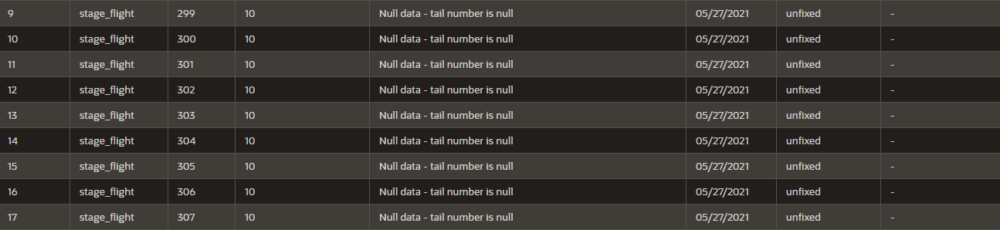 9 stage_flight 299 10 Null data - tail number is null 05/27/2021 unfixed -
10 stage_flight 300 10 Null data - tail number is null 05/27/2021 unfixed -
11 stage_flight 301 10 Null data - tail number is null 05/27/2021 unfixed -
12 stage_flight 302 10 Null data - tail number is null 05/27/2021 unfixed -
13 stage_flight 303 10 Null data - tail number is null 05/27/2021 unfixed -
14 stage_flight 304 10 Null data - tail number is null 05/27/2021 unfixed -
15 stage_flight 305 10 Null data - tail number is null 05/27/2021 unfixed -
16 stage_flight 306 10 Null data - tail number is null 05/27/2021 unfixed -
17 stage_flight 307 10 Null data - tail number is null 05/27/2021 unfixed -